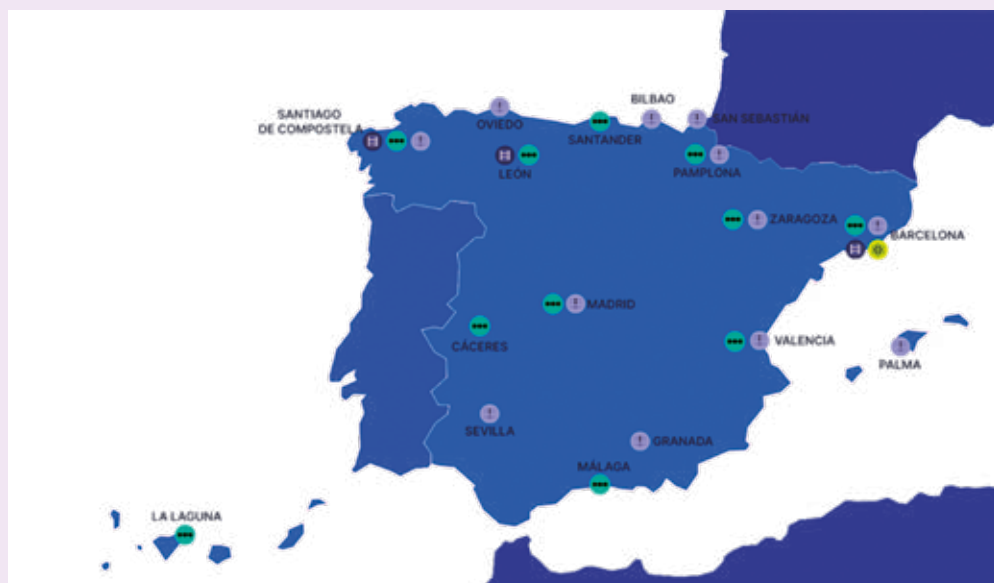 BILBAO
SANTIAGO
DE COMPOSTELA
OVIEDO
SAN SEBASTIÁN
SANTANDER
LEÓN
PAMPLONA
ZARAGOZA
BARCELONA
MADRID
CÁCERES
VALENCIA
PALMA
SEVILLA
GRANADA
MÁLAGA
LA LAGUNA